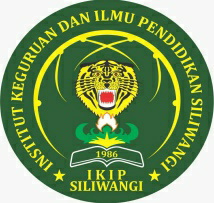 INSTITUT KEGURUAN DAN ILMU PENDIDIKAN SILIWANGI
1986
IKIP
SILIWANGI